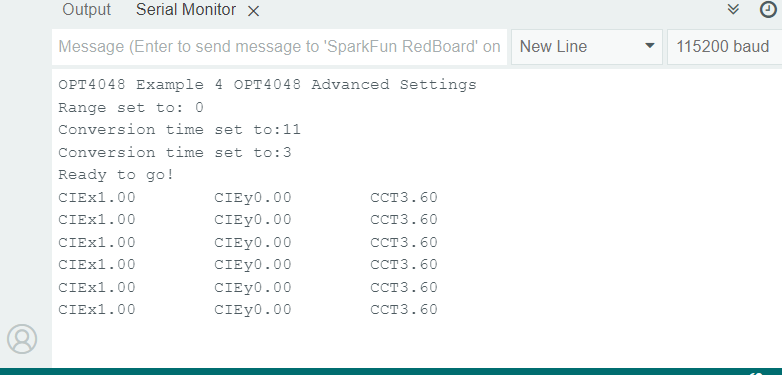 Output Serial Monitor
Message (Enter to send message to 'SparkFun RedBoard' on New Line 115200 baud
OPT4048 Example 4 OPT4048 Advanced Settings
Range set to: 0
Conversion time set to:11
Conversion time set to:3
Ready to go!
CIEx1.00 CIEy0.00 CCT3.60
CIEx1.00 CIEy0.00 CCT3.60
CIEx1.00 CIEy0.00 CCT3.60
CIEx1.00 CIEy0.00 CCT3.60
CIEx1.00 CIEy0.00 CCT3.60
CIEx1.00 CIEy0.00 CCT3.60